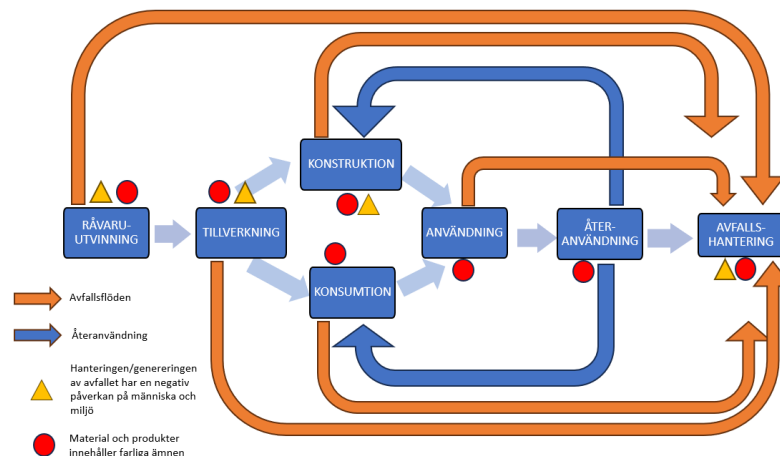 KONSTRUKTION
RÅVARU-
UTVINNING
TILLVERKNING
ANVÄNDNING
ÅTER-
ANVÄNDNING
AVFALLS-
HANTERING
KONSUMTION
Avfallsflöden
Återanvändning
Hanteringen/genereringen
av avfallet har en negativ
påverkan på människa och
miljö
Material och produkter
innehåller farliga ämnen